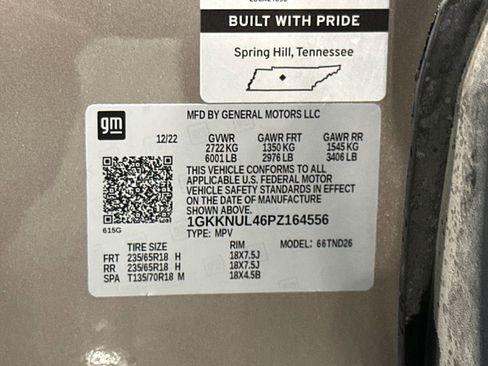 BUILT WITH PRIDE
Spring Hill, Tennessee
gm
MFD BY GENERAL MOTORS LLC
12/22 GVWR GAWR FRT GAWR RR
2722 KG 1350 KG 1545 KG
6001 LB 2976 LB 3406 LB
THIS VEHICLE CONFORMS TO ALL
APPLICABLE U.S. FEDERAL MOTOR
VEHICLE SAFETY STANDARDS IN EFFECT
ON THE DATE OF MANUFACTURE
SHOWN ABOVE.
1GKKNUL46PZ164556
615G
TYPE: MPV
TIRE SIZE RIM MODEL: 66TND26
FRT 235/65R18 H 18X7.5J
RR 235/65R18 H 18X7.5J
SPA T135/70R18 M 18X4.5B